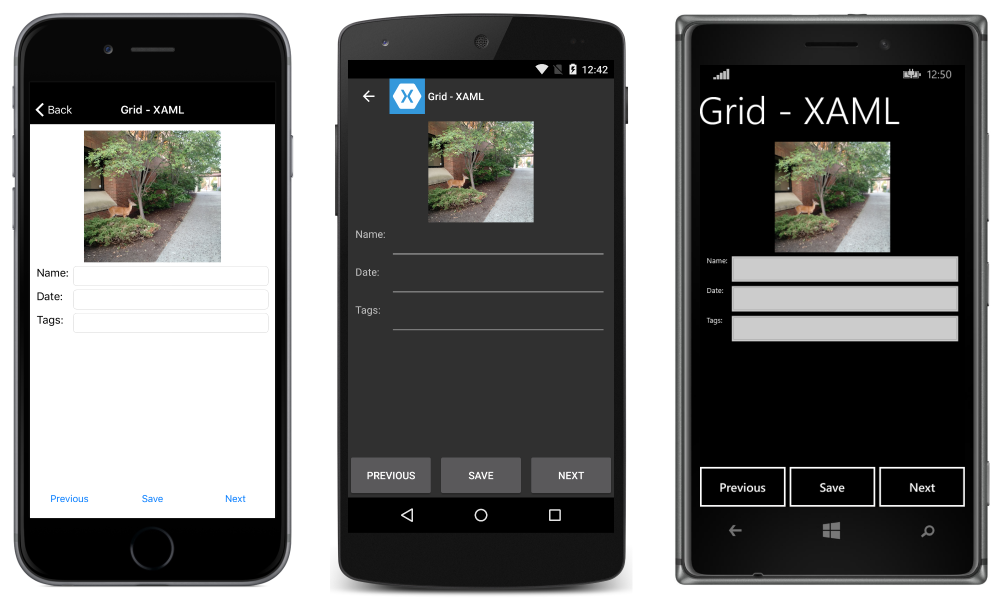 Back
Grid - XAML
Name:
Date:
Tags:
Previous Save Next
12:42
Grid - XAML
Name:
Date:
Tags:
PREVIOUS SAVE NEXT
12:50
Grid - XAML
Name:
Date:
Tags:
Previous Save Next